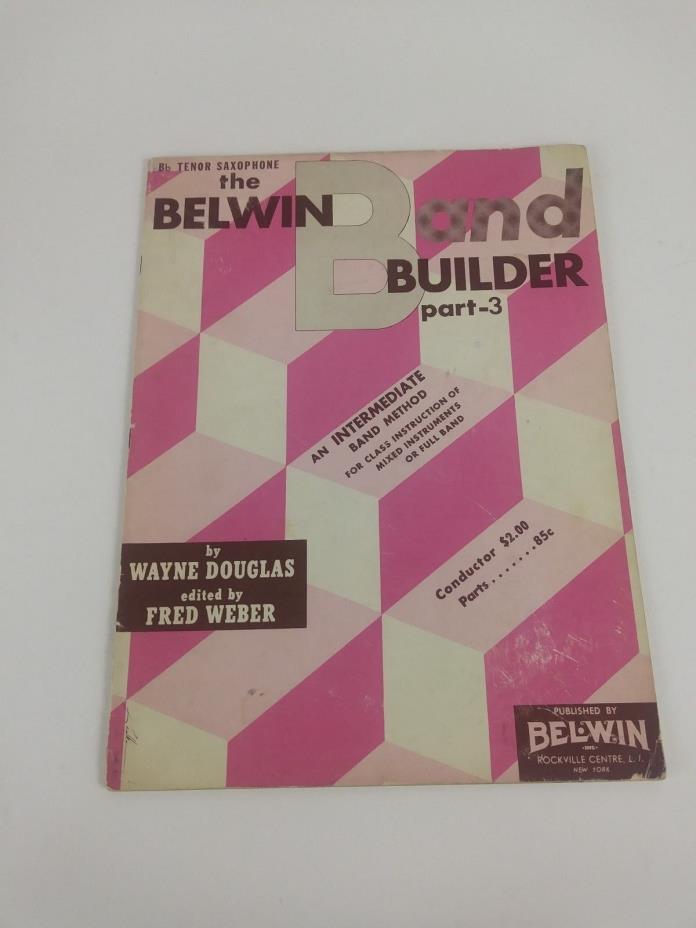 Bb TENOR SAXOPHONE
the
BELWIN Band
BUILDER
part-3
AN INTERMEDIATE
BAND METHOD
FOR CLASS INSTRUCTION OF
MIXED INSTRUMENTS
OR FULL BAND
Conductor $2.00
Parts.......85c
by
WAYNE DOUGLAS
edited by
FRED WEBER
PUBLISHED BY
BEL•WIN
INC.
ROCKVILLE CENTRE, L. I.
NEW YORK